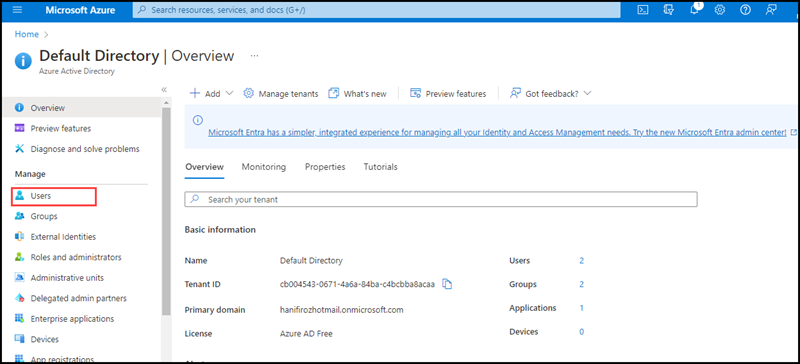 Microsoft Azure
Search resources, services, and docs (G+/)
1
Home >
Default Directory | Overview ...
Azure Active Directory
«
Overview
Preview features
Diagnose and solve problems
Manage
Users
Groups
External Identities
Roles and administrators
Administrative units
Delegated admin partners
Enterprise applications
Devices
App registrations
+ Add
Manage tenants
What's new
Preview features
Got feedback?
Microsoft Entra has a simpler, integrated experience for managing all your Identity and Access Management needs. Try the new Microsoft Entra admin center!
Overview Monitoring Properties Tutorials
Search your tenant
Basic information
Name Default Directory Users 2
Tenant ID cb004543-0671-4a6a-84ba-c4bcbba8acaa Groups 2
Primary domain hanifirozhotmail.onmicrosoft.com Applications 1
License Azure AD Free Devices 0